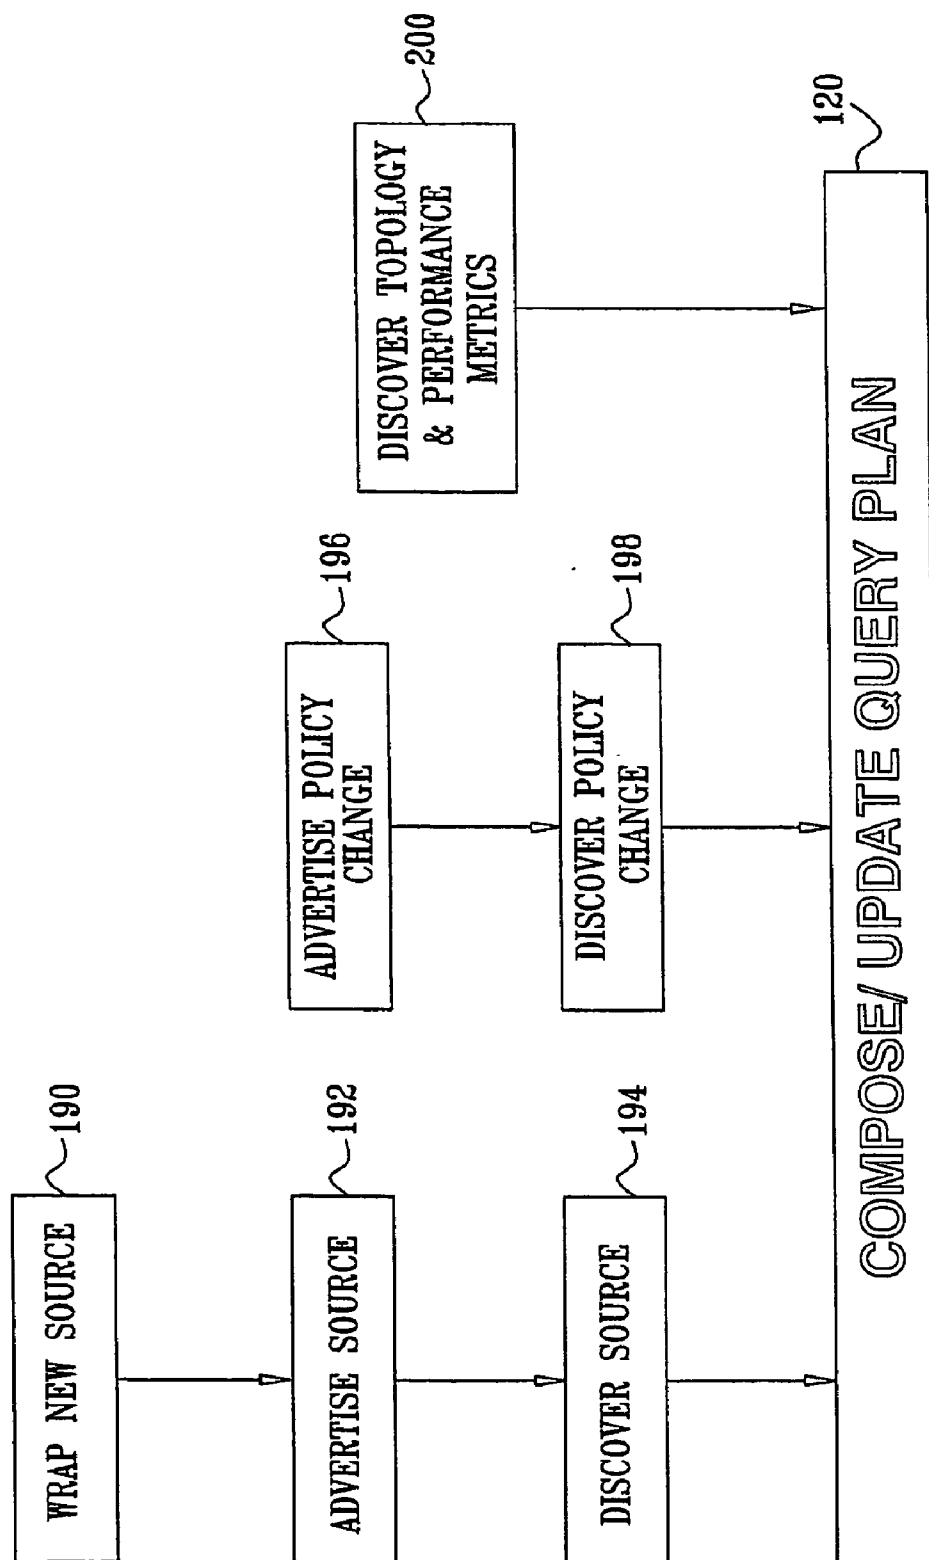 WRAP NEW SOURCE
190
ADVERTISE SOURCE
192
DISCOVER SOURCE
194
ADVERTISE POLICY
CHANGE
196
DISCOVER POLICY
CHANGE
198
DISCOVER TOPOLOGY
& PERFORMANCE
METRICS
200
COMPOSE/ UPDATE QUERY PLAN
120